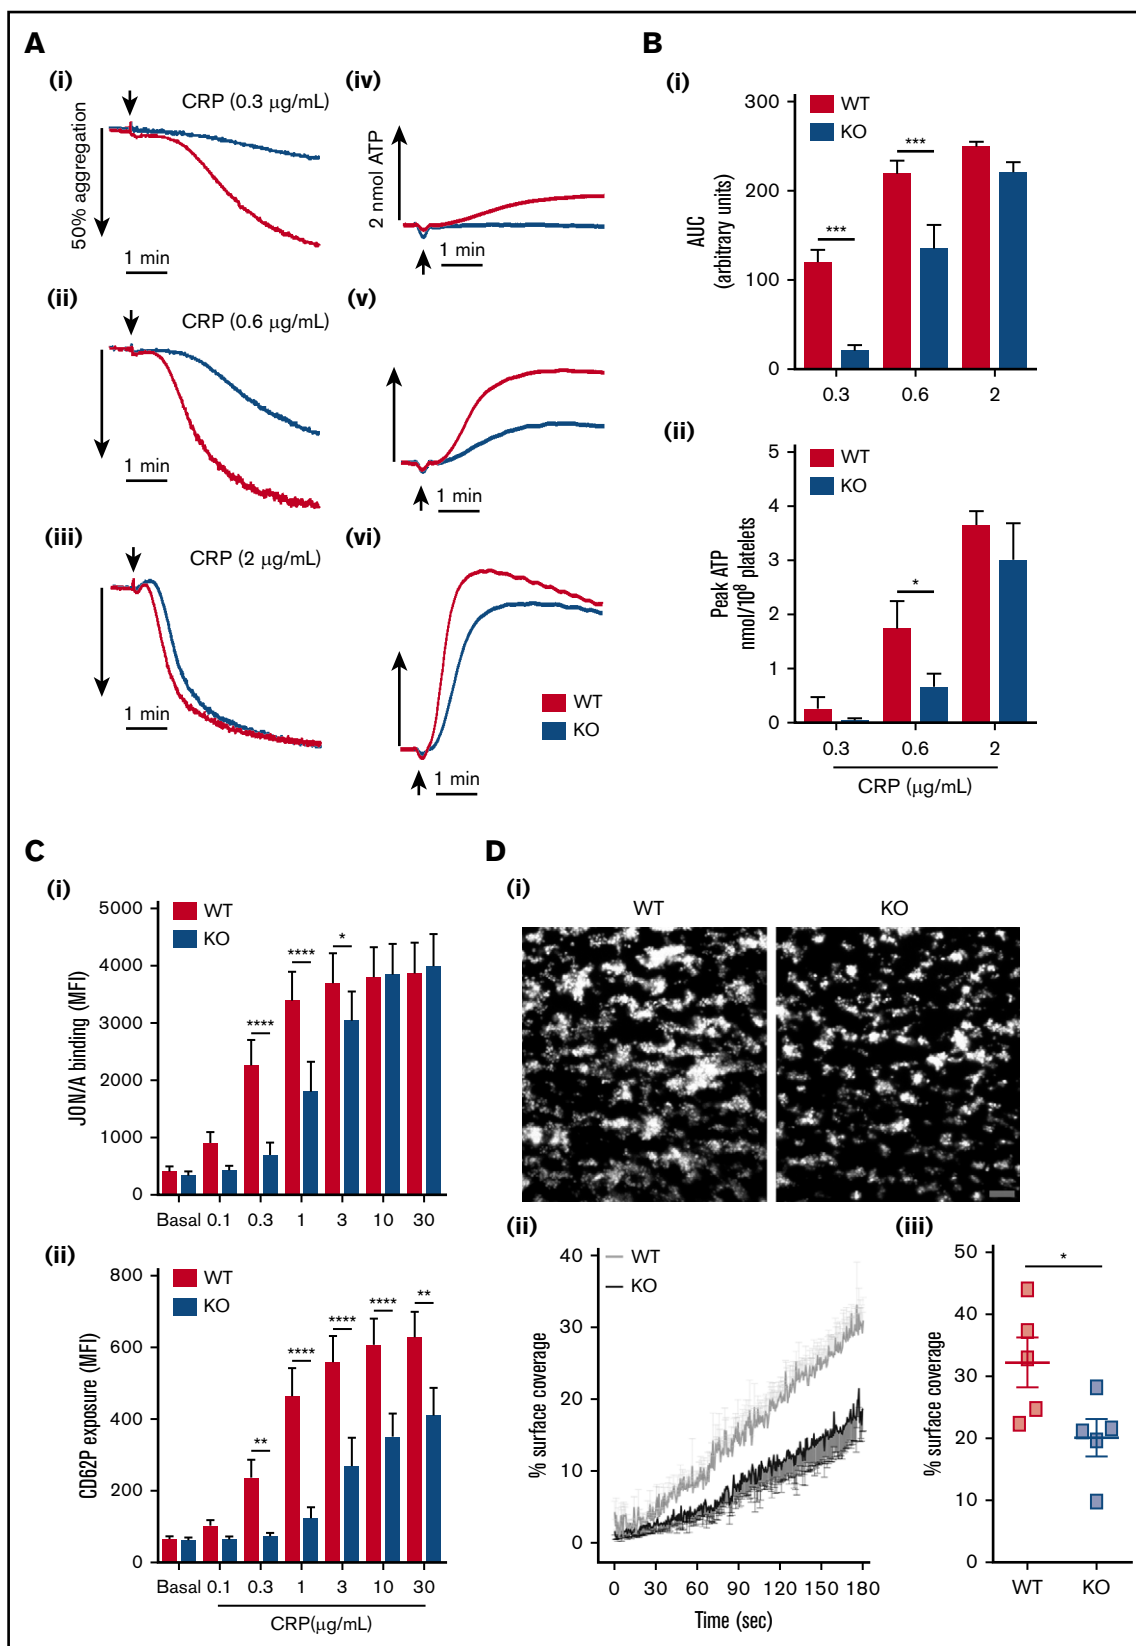 A
(i)
CRP (0.3 μg/mL)
50% aggregation
1 min
(iv)
2 nmol ATP
1 min
(ii)
CRP (0.6 μg/mL)
1 min
(v)
1 min
(iii)
CRP (2 μg/mL)
1 min
(vi)
WT
KO
1 min
B
(i)
WT
KO
AUC
(arbitrary units)
300
200
100
0
***
***
0.3 0.6 2
(ii)
WT
KO
Peak ATP
nmol/10⁸ platelets
5
4
3
2
1
0
*
0.3 0.6 2
CRP (μg/mL)
C
(i)
WT
KO
JON/A binding (MFI)
5000
4000
3000
2000
1000
0
****
****
*
Basal 0.1 0.3 1 3 10 30
(ii)
WT
KO
CD62P exposure (MFI)
800
600
400
200
0
**
****
****
****
**
Basal 0.1 0.3 1 3 10 30
CRP(μg/mL)
D
(i)
WT KO
(ii)
WT
KO
% surface coverage
40
30
20
10
0
0 30 60 90 120 150 180
Time (sec)
(iii)
% surface coverage
50
40
30
20
10
0
*
WT KO